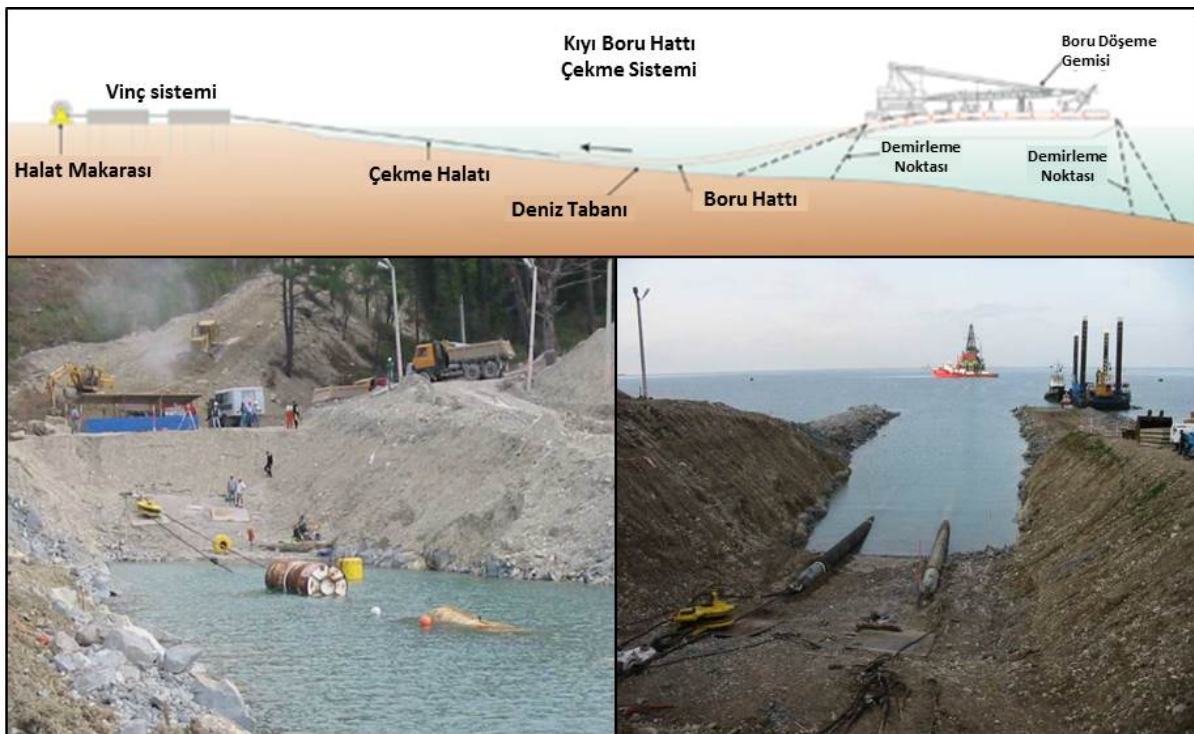 Kıyı Boru Hattı
Çekme Sistemi
Boru Döşeme
Gemisi
Vinç sistemi
Halat Makarası
Çekme Halatı
Deniz Tabanı
Boru Hattı
Demirleme
Noktası
Demirleme
Noktası